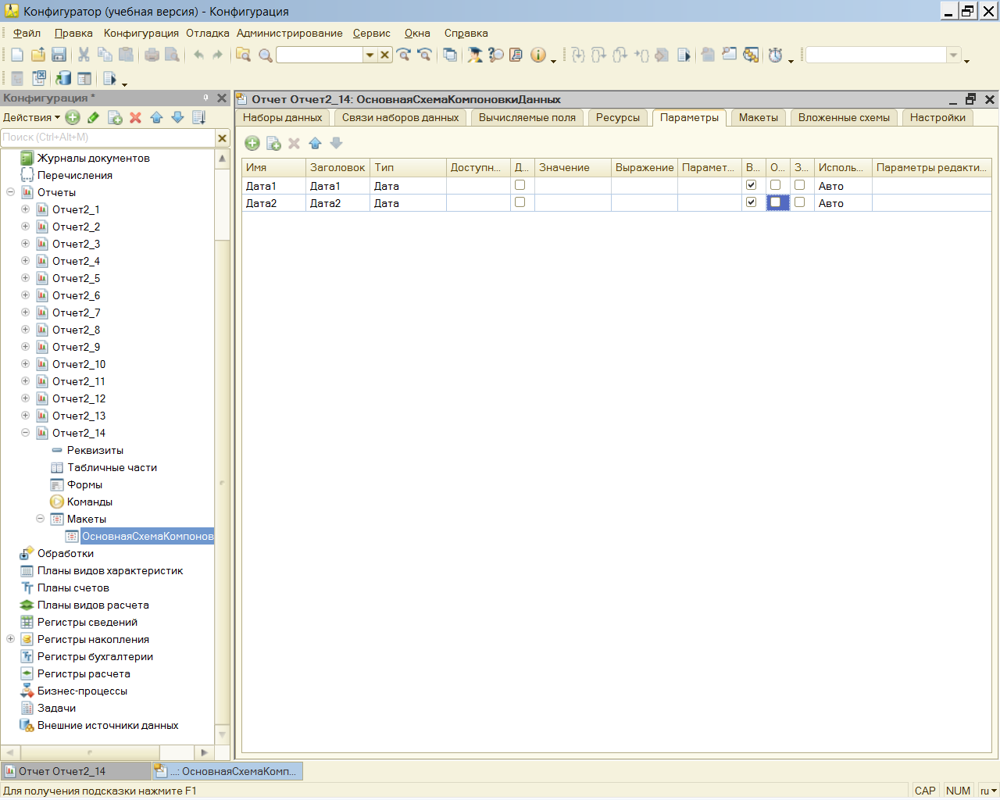 Конфигуратор (учебная версия) - Конфигурация
Файл Правка Конфигурация Отладка Администрирование Сервис Окна Справка
Конфигурация *
Действия
Поиск (Ctrl+Alt+M)
Журналы документов
Перечисления
Отчеты
Отчет2_1
Отчет2_2
Отчет2_3
Отчет2_4
Отчет2_5
Отчет2_6
Отчет2_7
Отчет2_8
Отчет2_9
Отчет2_10
Отчет2_11
Отчет2_12
Отчет2_13
Отчет2_14
Реквизиты
Табличные части
Формы
Команды
Макеты
ОсновнаяСхемаКомпонов
Обработки
Планы видов характеристик
Планы счетов
Планы видов расчета
Регистры сведений
Регистры накопления
Регистры бухгалтерии
Регистры расчета
Бизнес-процессы
Задачи
Внешние источники данных
Отчет Отчет2_14: ОсновнаяСхемаКомпоновкиДанных
Наборы данных Связи наборов данных Вычисляемые поля Ресурсы Параметры Макеты Вложенные схемы Настройки
Имя Заголовок Тип Доступн... Д... Значение Выражение Парамет... В... О... З... Исполь... Параметры редакти...
Дата1 Дата1 Дата Авто
Дата2 Дата2 Дата Авто
Отчет Отчет2_14 ...: ОсновнаяСхемаКомп...
Для получения подсказки нажмите F1 CAP NUM ru